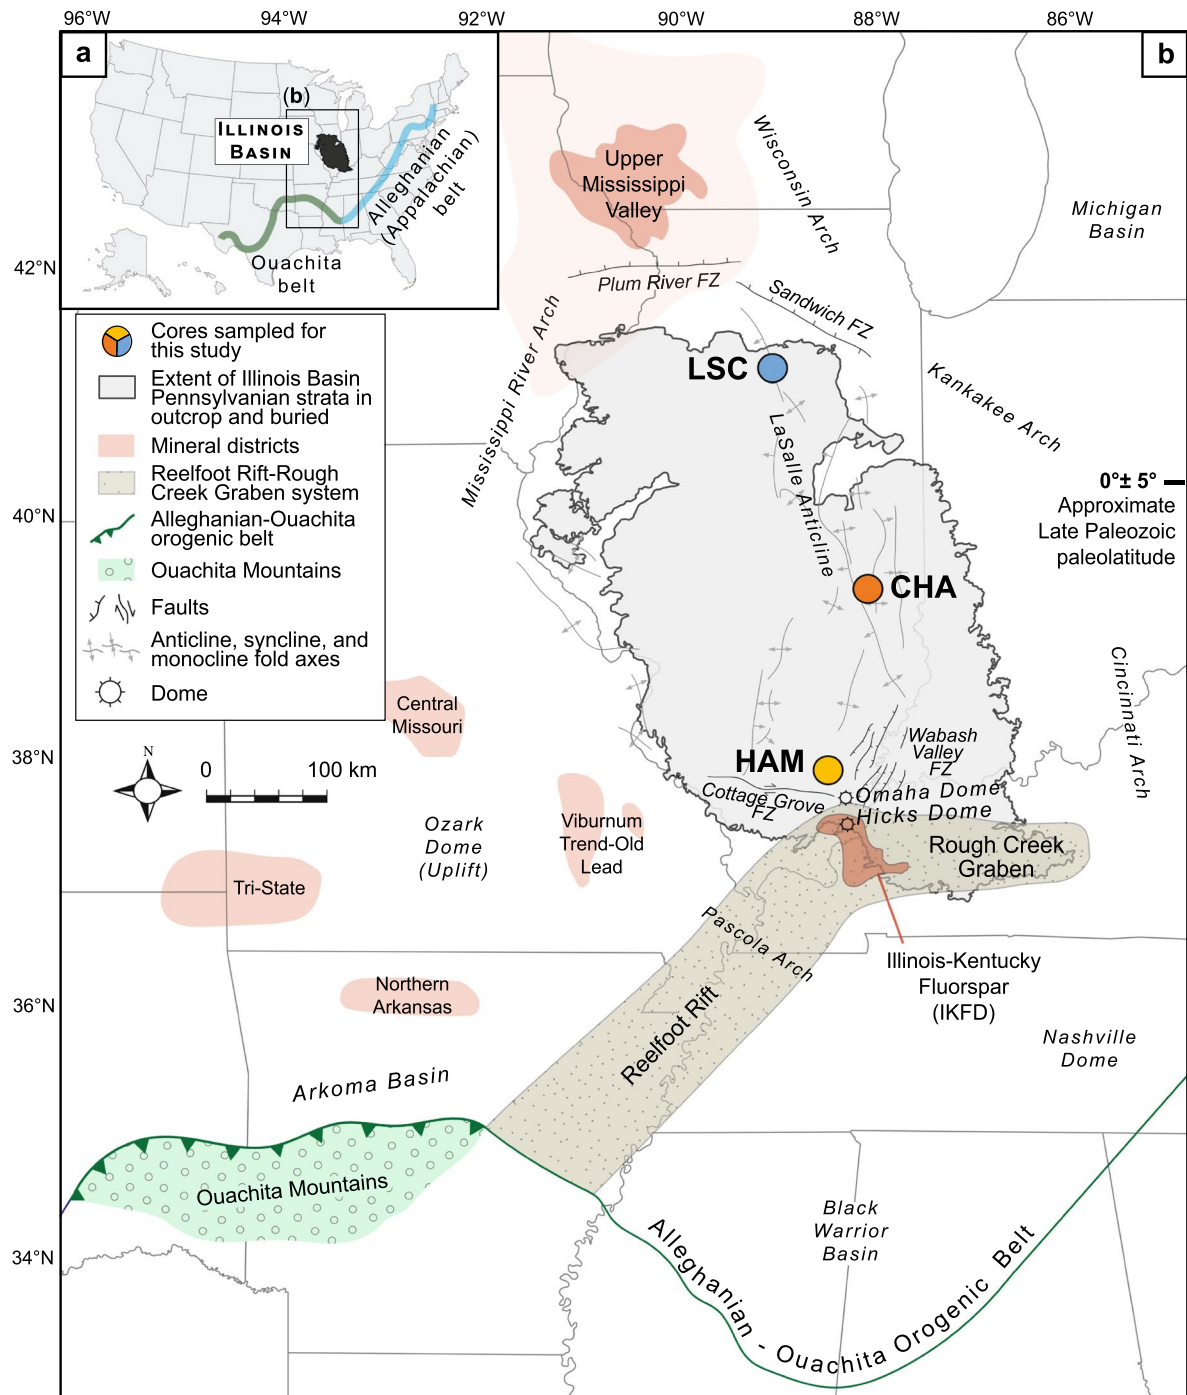 96°W 94°W 92°W 90°W 88°W 86°W
a
b
(b)
ILLINOIS
BASIN
Alleghanian
(Appalachian)
belt
Ouachita
belt
42°N
40°N
38°N
36°N
34°N
Cores sampled for
this study
Extent of Illinois Basin
Pennsylvanian strata in
outcrop and buried
Mineral districts
Reelfoot Rift-Rough
Creek Graben system
Alleghanian-Ouachita
orogenic belt
Ouachita Mountains
Faults
Anticline, syncline, and
monocline fold axes
Dome
N
0 100 km
Upper
Mississippi
Valley
Wisconsin Arch
Michigan
Basin
Plum River FZ
Sandwich FZ
Mississippi River Arch
LSC
Kankakee Arch
LaSalle Anticline
0°± 5°
Approximate
Late Paleozoic
paleolatitude
CHA
Cincinnati Arch
Central
Missouri
HAM
Wabash
Valley
FZ
Cottage Grove
FZ
Omaha Dome
Hicks Dome
Ozark
Dome
(Uplift)
Viburnum
Trend-Old
Lead
Rough Creek
Graben
Tri-State
Pascola Arch
Illinois-Kentucky
Fluorspar
(IKFD)
Northern
Arkansas
Reelfoot Rift
Nashville
Dome
Arkoma Basin
Ouachita Mountains
Black
Warrior
Basin
Alleghanian - Ouachita Orogenic Belt